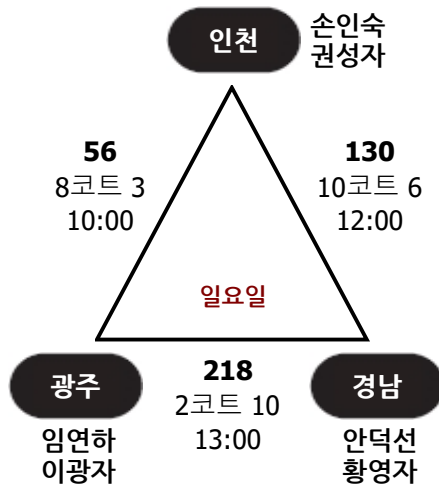 인천
손인숙
권성자
56
8코트 3
10:00
130
10코트 6
12:00
일요일
광주
임연하
이광자
218
2코트 10
13:00
경남
안덕선
황영자